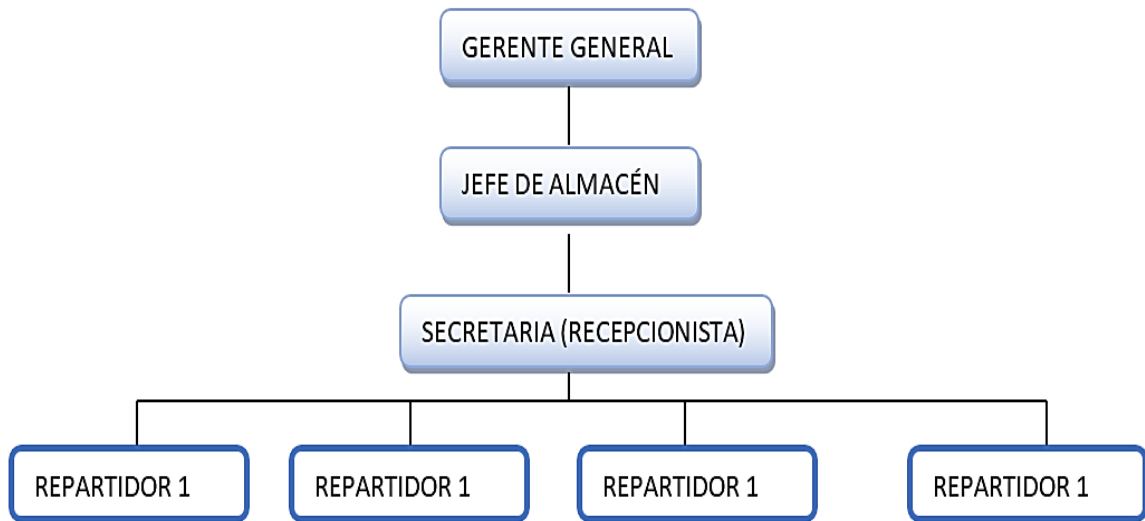 GERENTE GENERAL
JEFE DE ALMACÉN
SECRETARIA (RECEPCIONISTA)
REPARTIDOR 1
REPARTIDOR 1
REPARTIDOR 1
REPARTIDOR 1